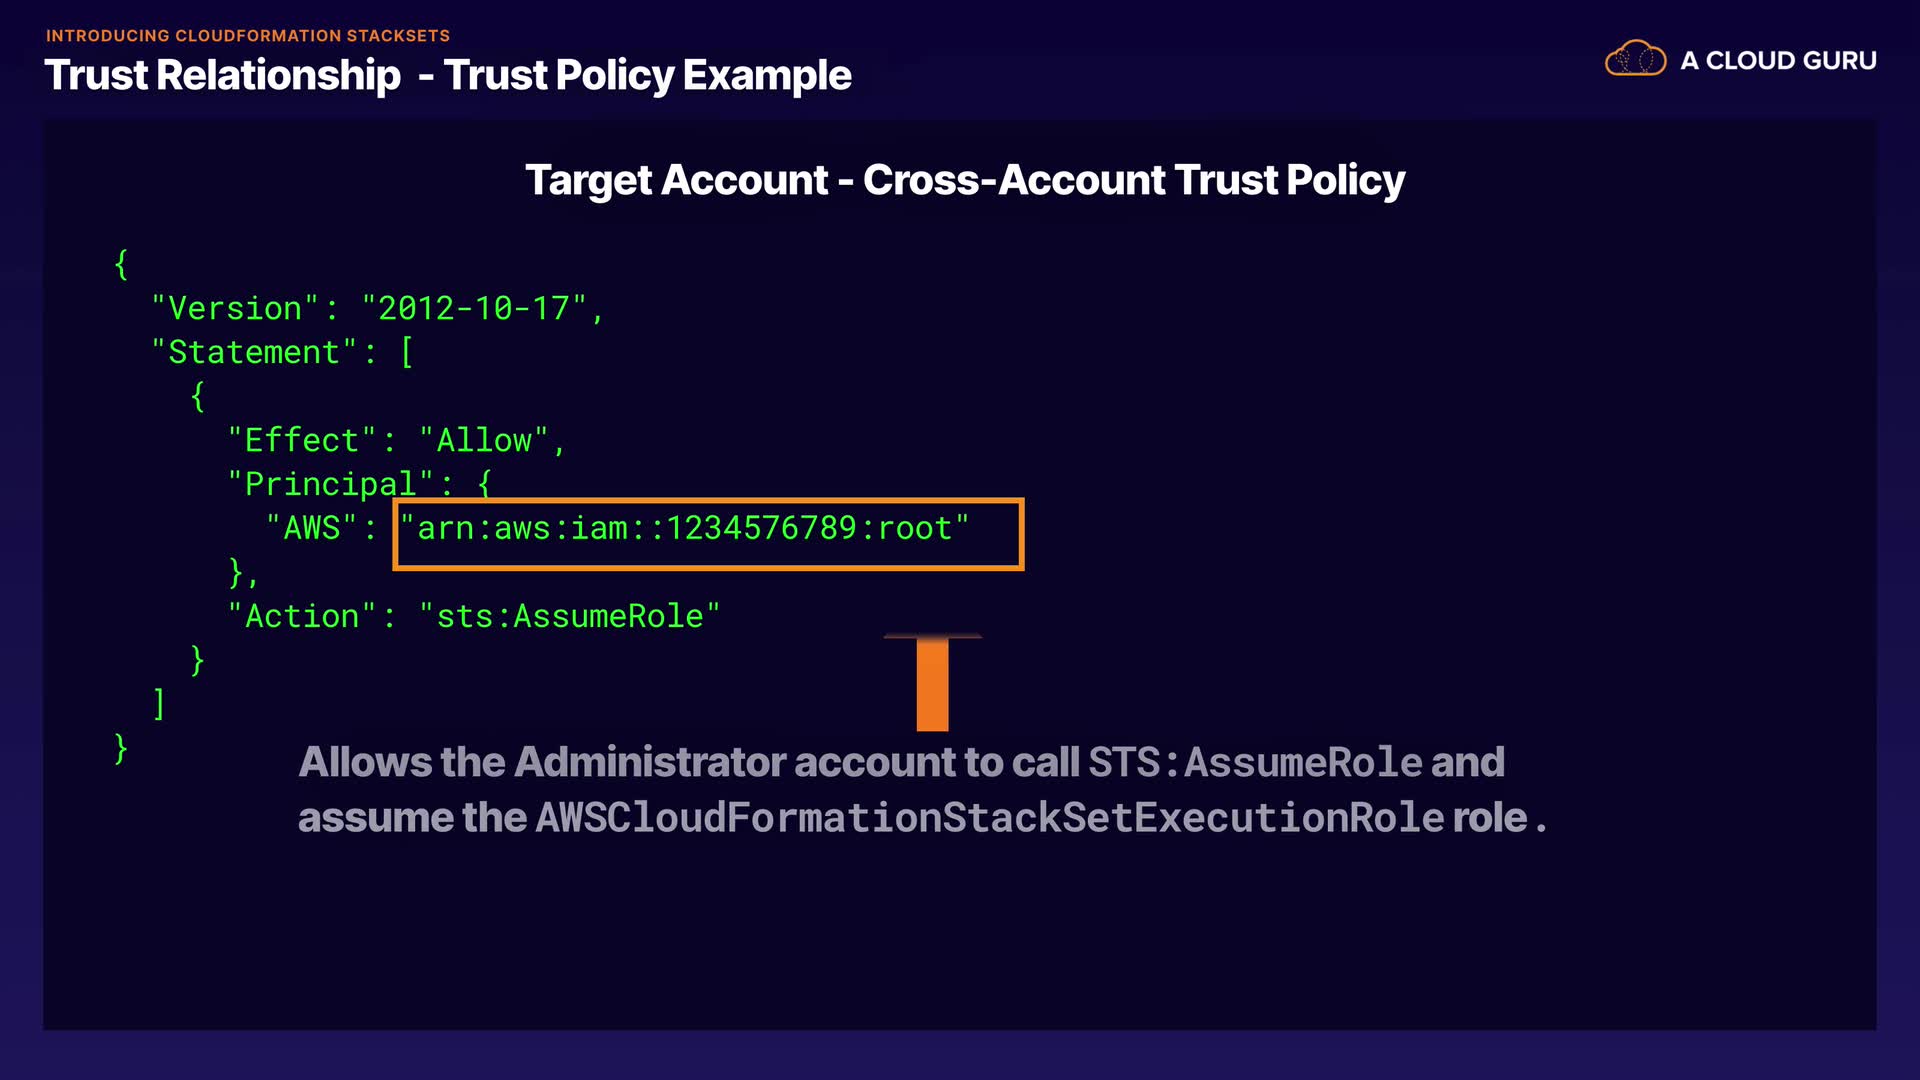 INTRODUCING CLOUDFORMATION STACKSETS
Trust Relationship - Trust Policy Example
A CLOUD GURU
Target Account - Cross-Account Trust Policy
{
"Version": "2012-10-17",
"Statement": [
{
"Effect": "Allow",
"Principal": {
"AWS": "arn:aws:iam::1234576789:root"
},
"Action": "sts:AssumeRole"
}
]
}
Allows the Administrator account to call STS:AssumeRole and
assume the AWSCloudFormationStackSetExecutionRole role.